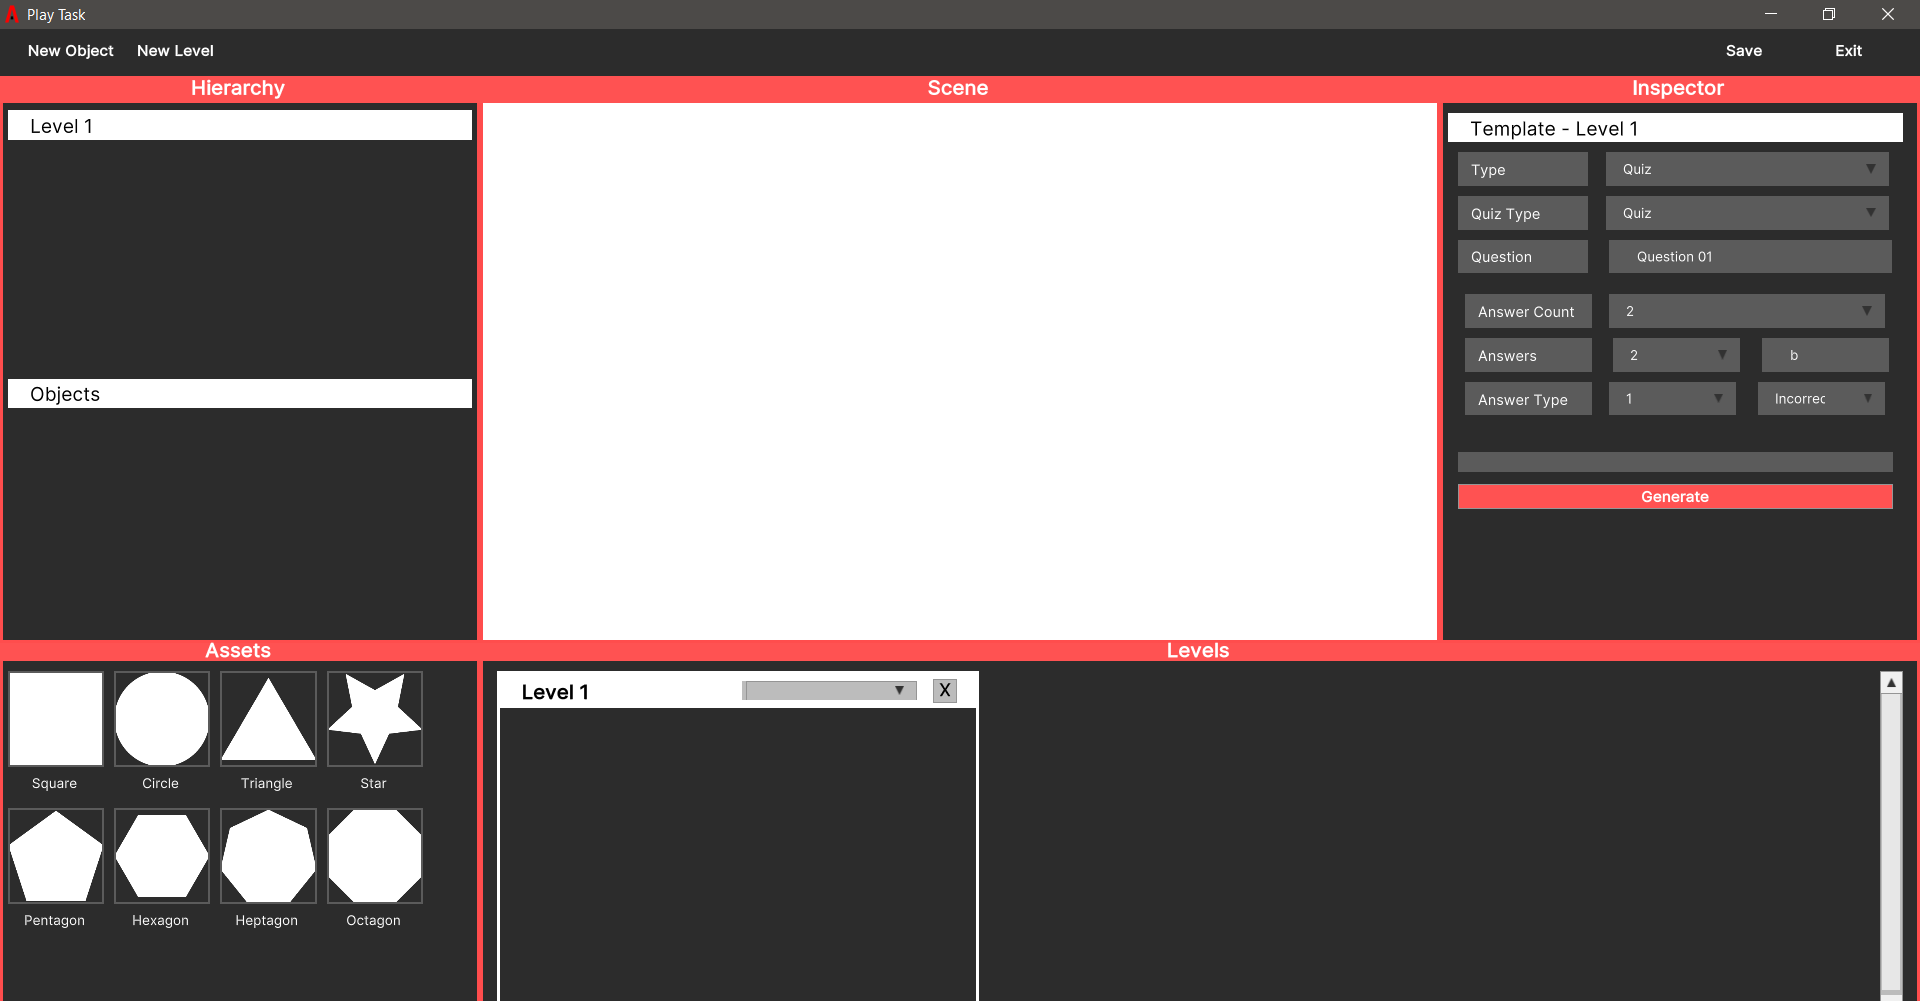 Play Task
New Object New Level Save Exit
Hierarchy
Level 1
Objects
Scene
Inspector
Template - Level 1
Type Quiz
Quiz Type Quiz
Question Question 01
Answer Count 2
Answers 2 b
Answer Type 1 Incorrec
Generate
Assets
Square Circle Triangle Star
Pentagon Hexagon Heptagon Octagon
Levels
Level 1 X